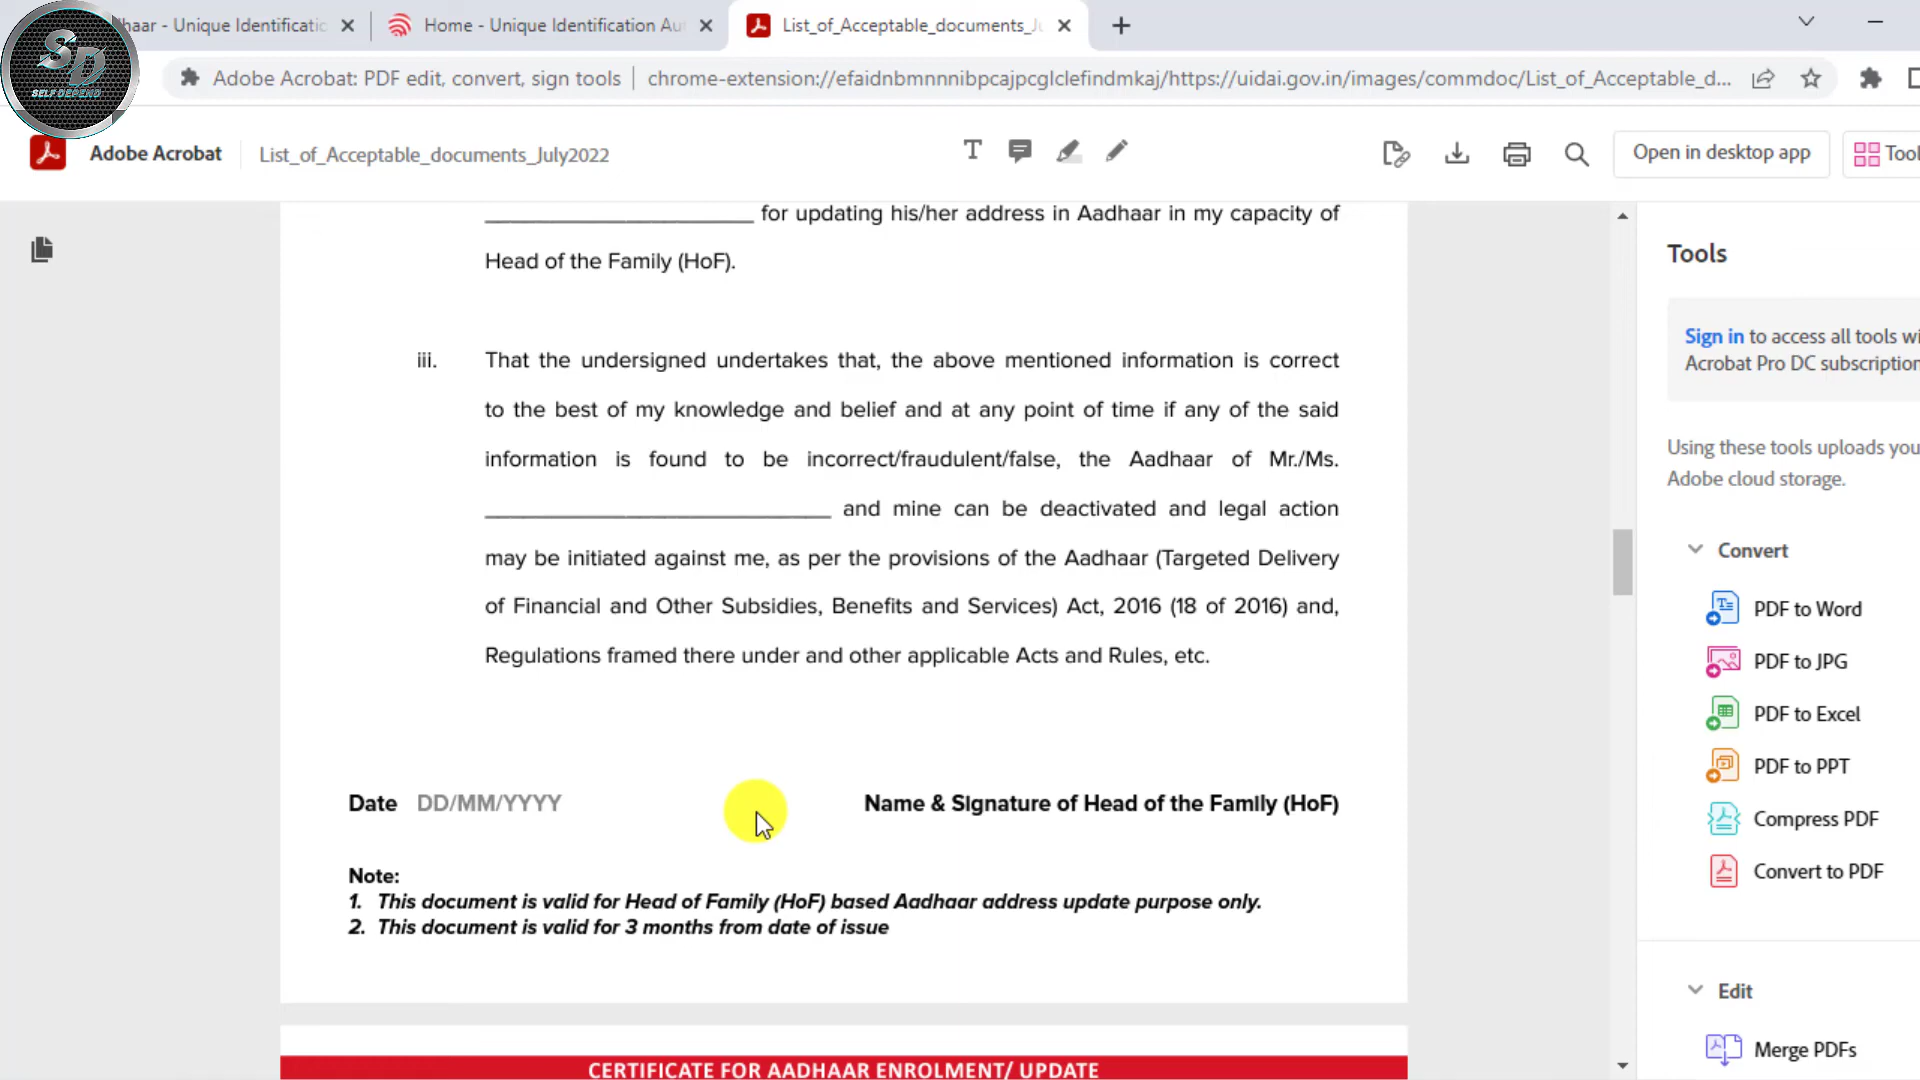 haar - Unique Identificatio
Home - Unique Identification Au
List_of_Acceptable_documents_J
SD
SELF DEPEND
Adobe Acrobat: PDF edit, convert, sign tools
chrome-extension://efaidnbmnnnibpcajpcglclefindmkaj/https://uidai.gov.in/images/commdoc/List_of_Acceptable_d...
Adobe Acrobat
List_of_Acceptable_documents_July2022
T
Open in desktop app
Tool
______________________ for updating his/her address in Aadhaar in my capacity of
Head of the Family (HoF).
iii. That the undersigned undertakes that, the above mentioned information is correct
to the best of my knowledge and belief and at any point of time if any of the said
information is found to be incorrect/fraudulent/false, the Aadhaar of Mr./Ms.
____________________________ and mine can be deactivated and legal action
may be initiated against me, as per the provisions of the Aadhaar (Targeted Delivery
of Financial and Other Subsidies, Benefits and Services) Act, 2016 (18 of 2016) and,
Regulations framed there under and other applicable Acts and Rules, etc.
Date DD/MM/YYYY
Name & Signature of Head of the Family (HoF)
Note:
1. This document is valid for Head of Family (HoF) based Aadhaar address update purpose only.
2. This document is valid for 3 months from date of issue
CERTIFICATE FOR AADHAAR ENROLMENT/ UPDATE
Tools
Sign in to access all tools wi
Acrobat Pro DC subscription
Using these tools uploads you
Adobe cloud storage.
Convert
PDF to Word
PDF to JPG
PDF to Excel
PDF to PPT
Compress PDF
Convert to PDF
Edit
Merge PDFs